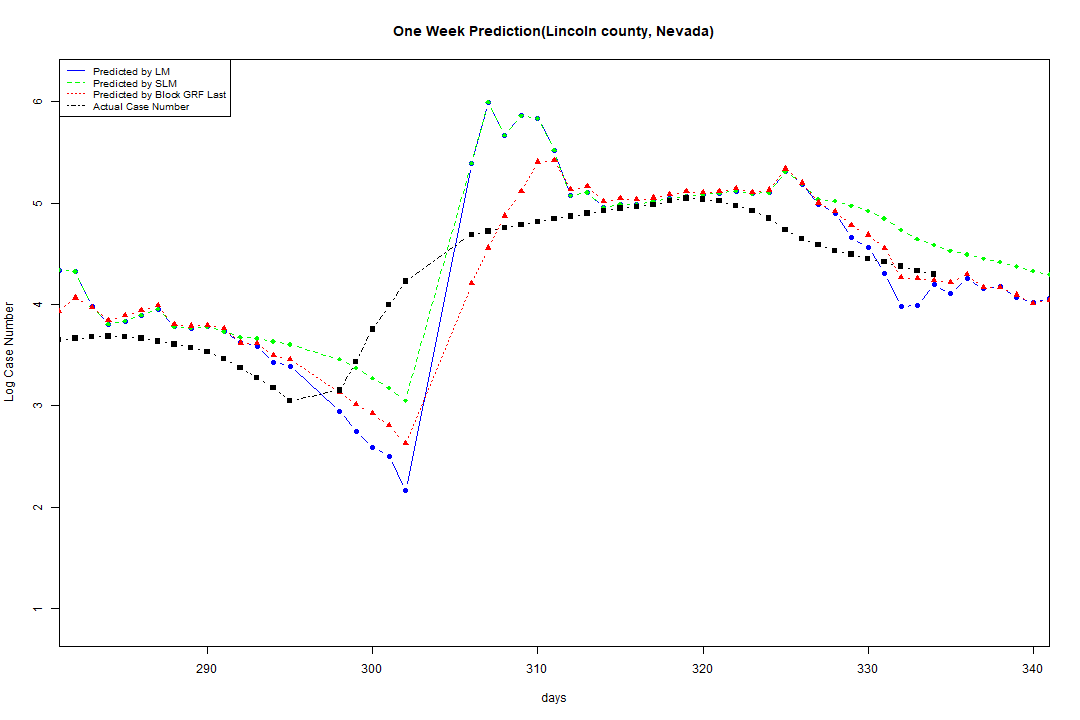 One Week Prediction(Lincoln county, Nevada)
Predicted by LM
Predicted by SLM
Predicted by Block GRF Last
Actual Case Number
6
5
4
3
2
1
Log Case Number
290 300 310 320 330 340
days